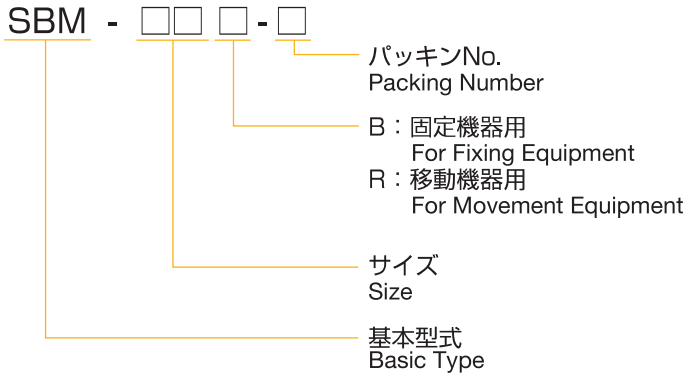 SBM - □□ □-□
パッキンNo.
Packing Number
B：固定機器用
For Fixing Equipment
R：移動機器用
For Movement Equipment
サイズ
Size
基本型式
Basic Type